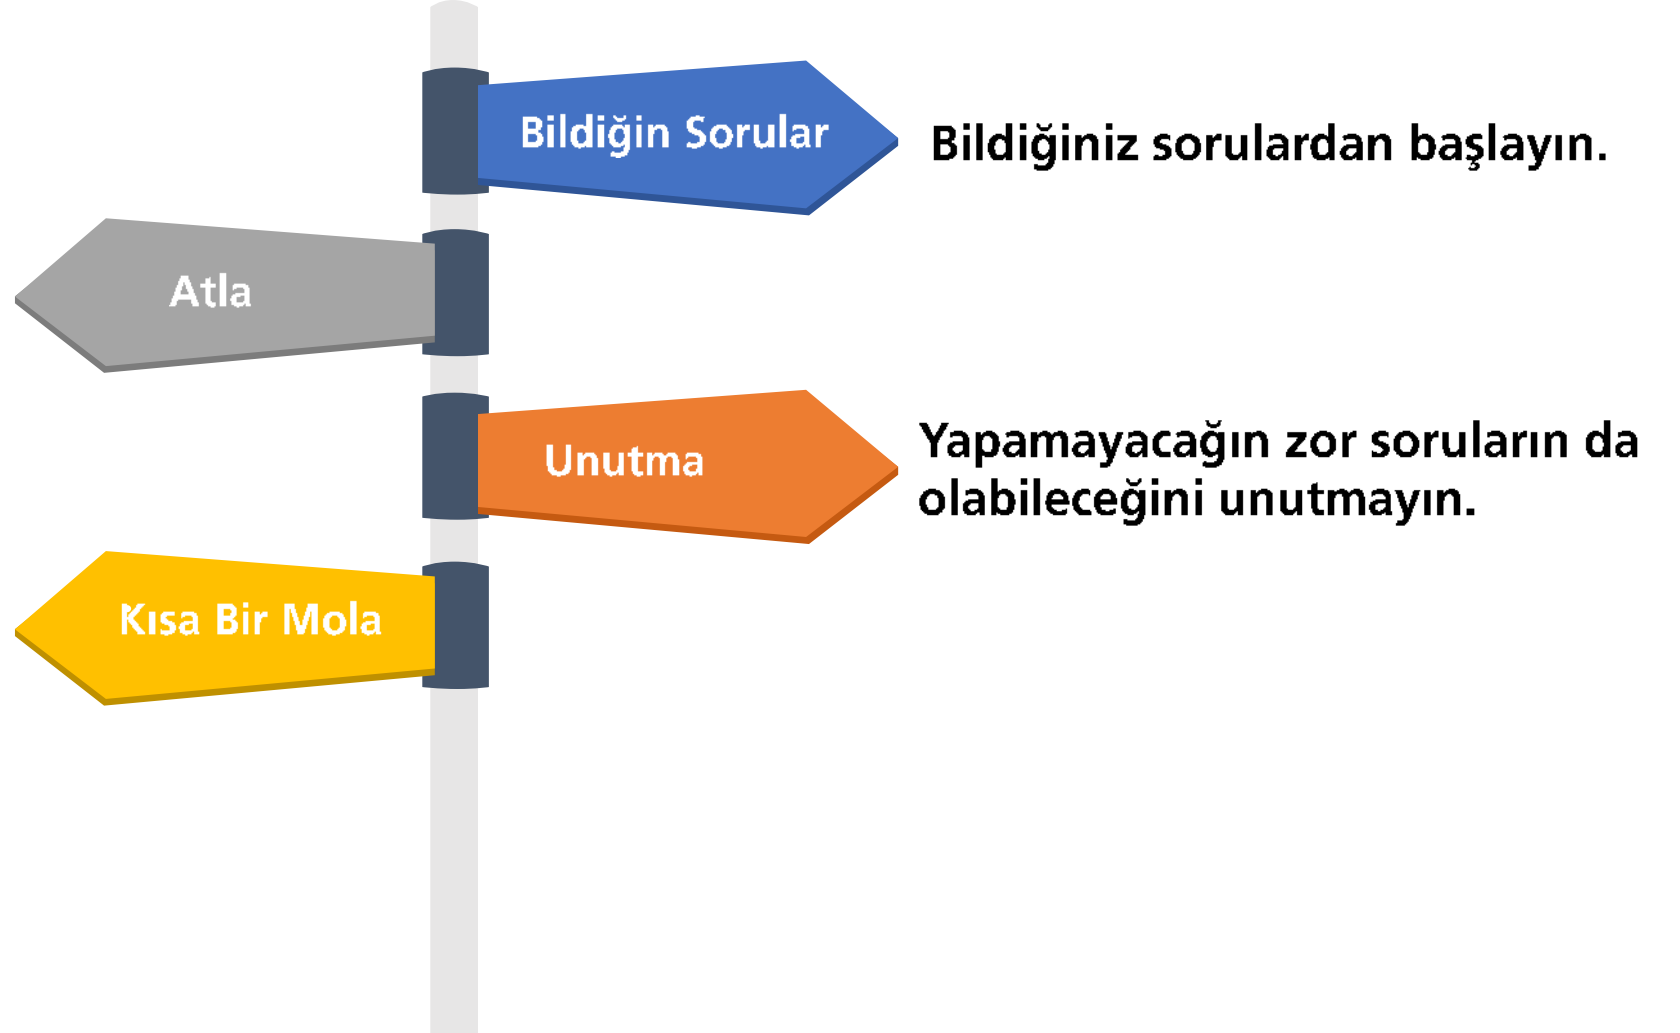 Bildiğin Sorular
Bildiğiniz sorulardan başlayın.
Atla
Unutma
Yapamayacağın zor soruların da
olabileceğini unutmayın.
Kısa Bir Mola